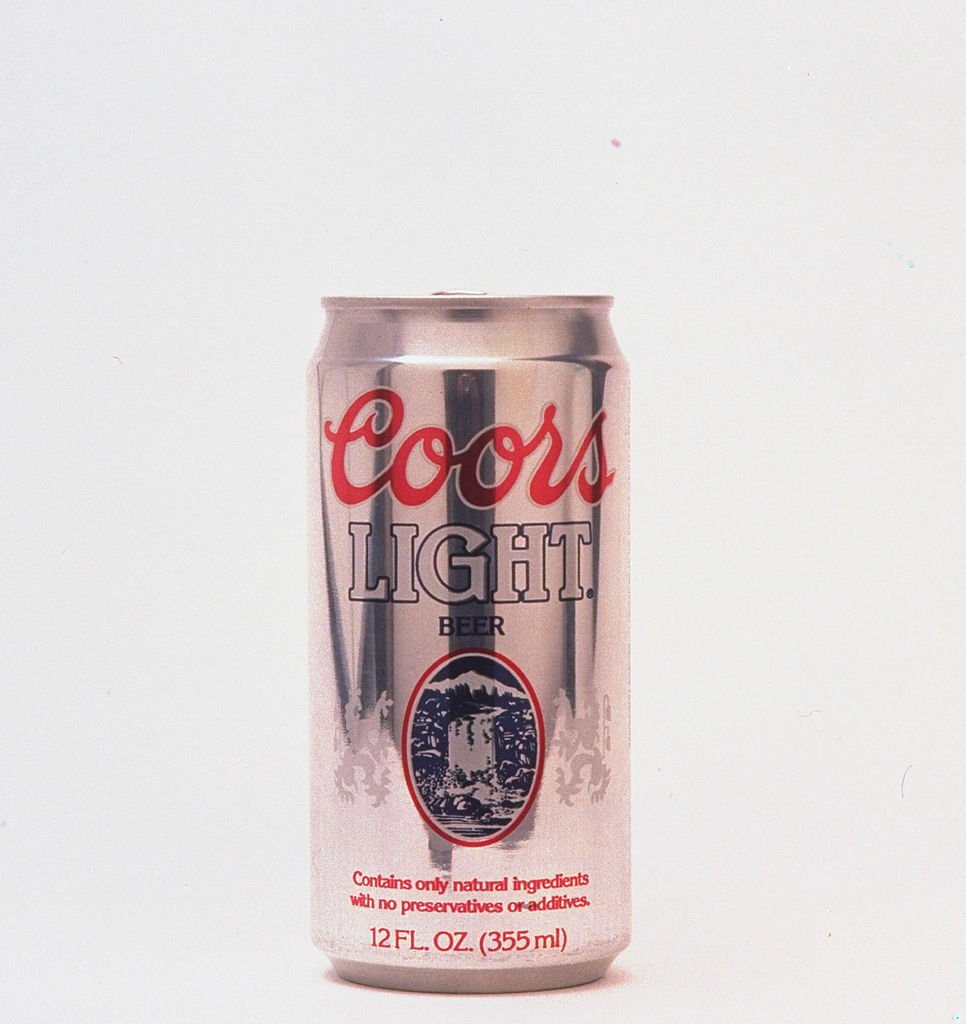 Coors
LIGHT®
BEER
Contains only natural ingredients
with no preservatives or additives.
12 FL. OZ. (355 ml)